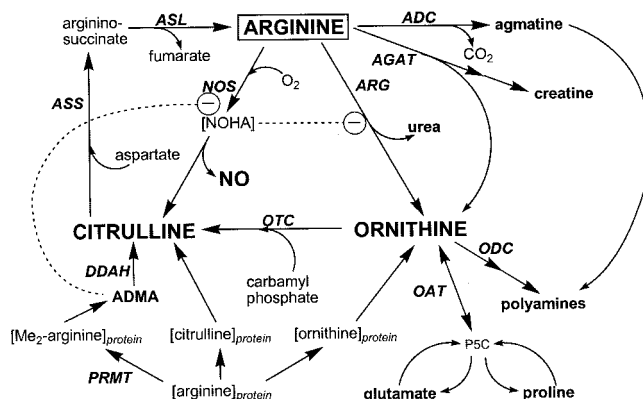 arginino-
succinate
ASL
fumarate
ARGININE
ADC
agmatine
CO2
AGAT
creatine
NOS
O2
ARG
ASS
[NOHA]
urea
aspartate
NO
CITRULLINE
OTC
ORNITHINE
ODC
DDAH
carbamyl
phosphate
OAT
ADMA
polyamines
[Me2-arginine]protein
[citrulline]protein
[ornithine]protein
P5C
PRMT
[arginine]protein
glutamate
proline